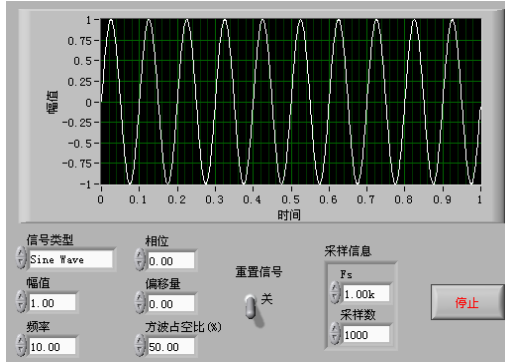 1
0.75
0.5
0.25
0
-0.25
-0.5
-0.75
-1
幅值
0 0.1 0.2 0.3 0.4 0.5 0.6 0.7 0.8 0.9 1
时间
信号类型
Sine Wave
相位
0.00
幅值
1.00
偏移量
0.00
频率
10.00
方波占空比(%)
50.00
重置信号
关
采样信息
Fs
1.00k
采样数
1000
停止